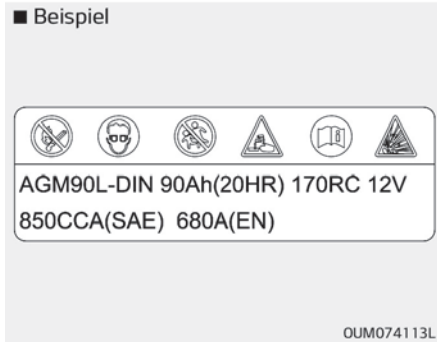 ■ Beispiel
AGM90L-DIN 90Ah(20HR) 170RC 12V
850CCA(SAE) 680A(EN)
OUM074113L